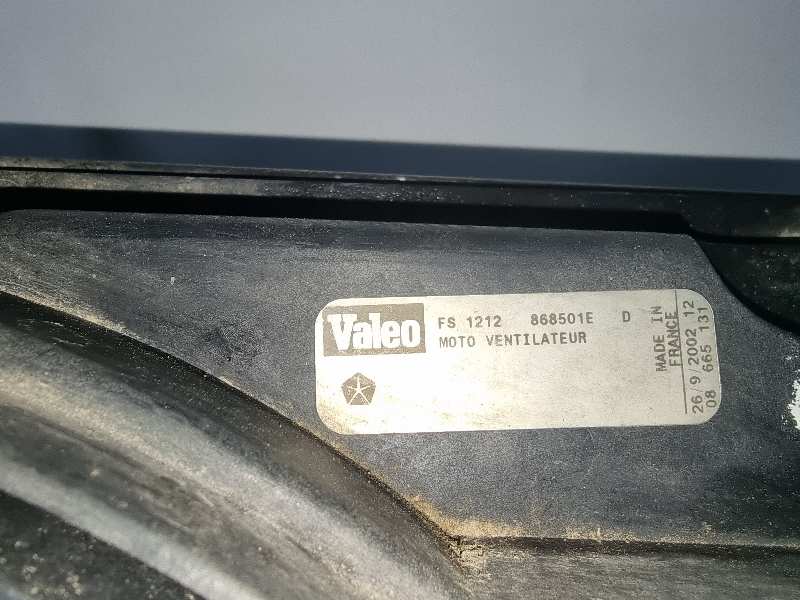 Valeo
FS 1212 868501E D
MOTO VENTILATEUR
MADE IN
FRANCE
26/9/2002 12
08 665 131